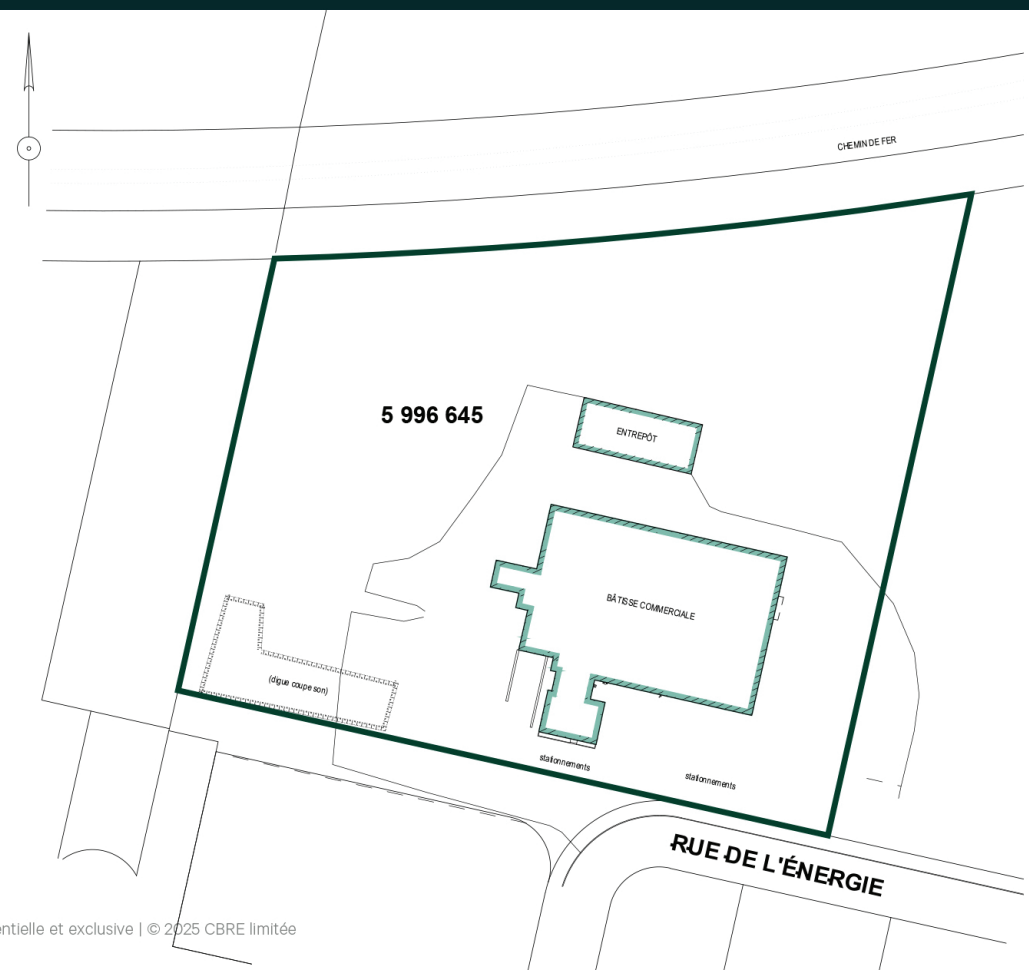 CHEMIN DE FER
5 996 645
ENTREPÔT
BÂTISSE COMMERCIALE
(digue coupe son)
stationnements
stationnements
RUE DE L'ÉNERGIE
entielle et exclusive | © 2025 CBRE limitée